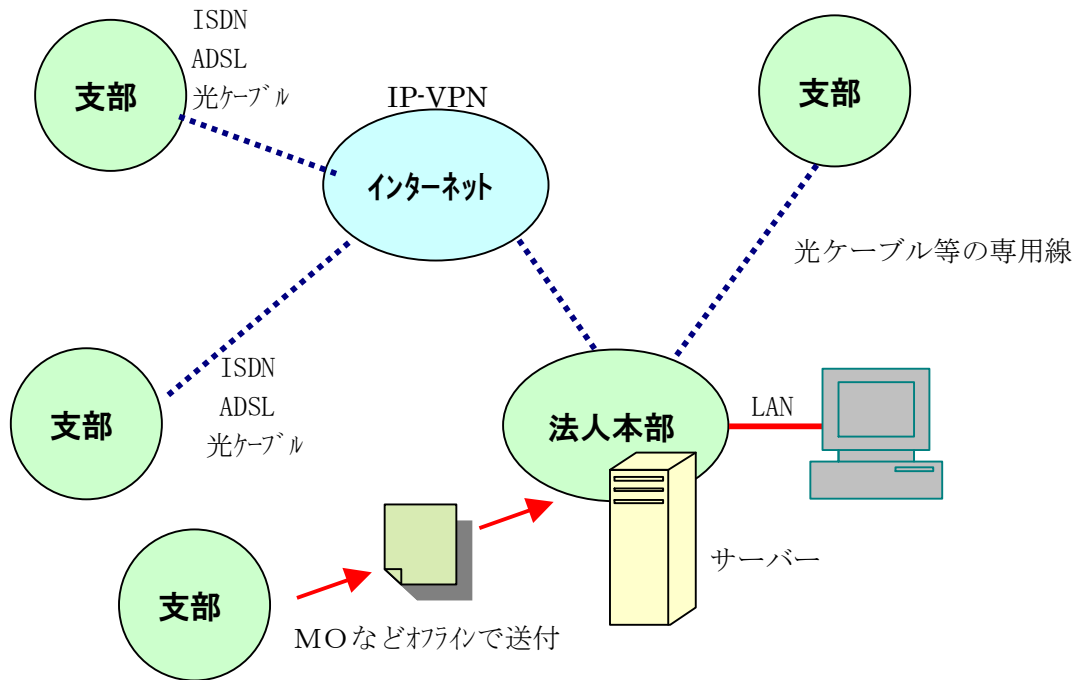 ISDN
ADSL
光ｹｰﾌﾞﾙ
支部
IP-VPN
インターネット
支部
光ケーブル等の専用線
ISDN
ADSL
光ｹｰﾌﾞﾙ
支部
法人本部
LAN
サーバー
支部
ＭＯなどｵﾌﾗｲﾝで送付